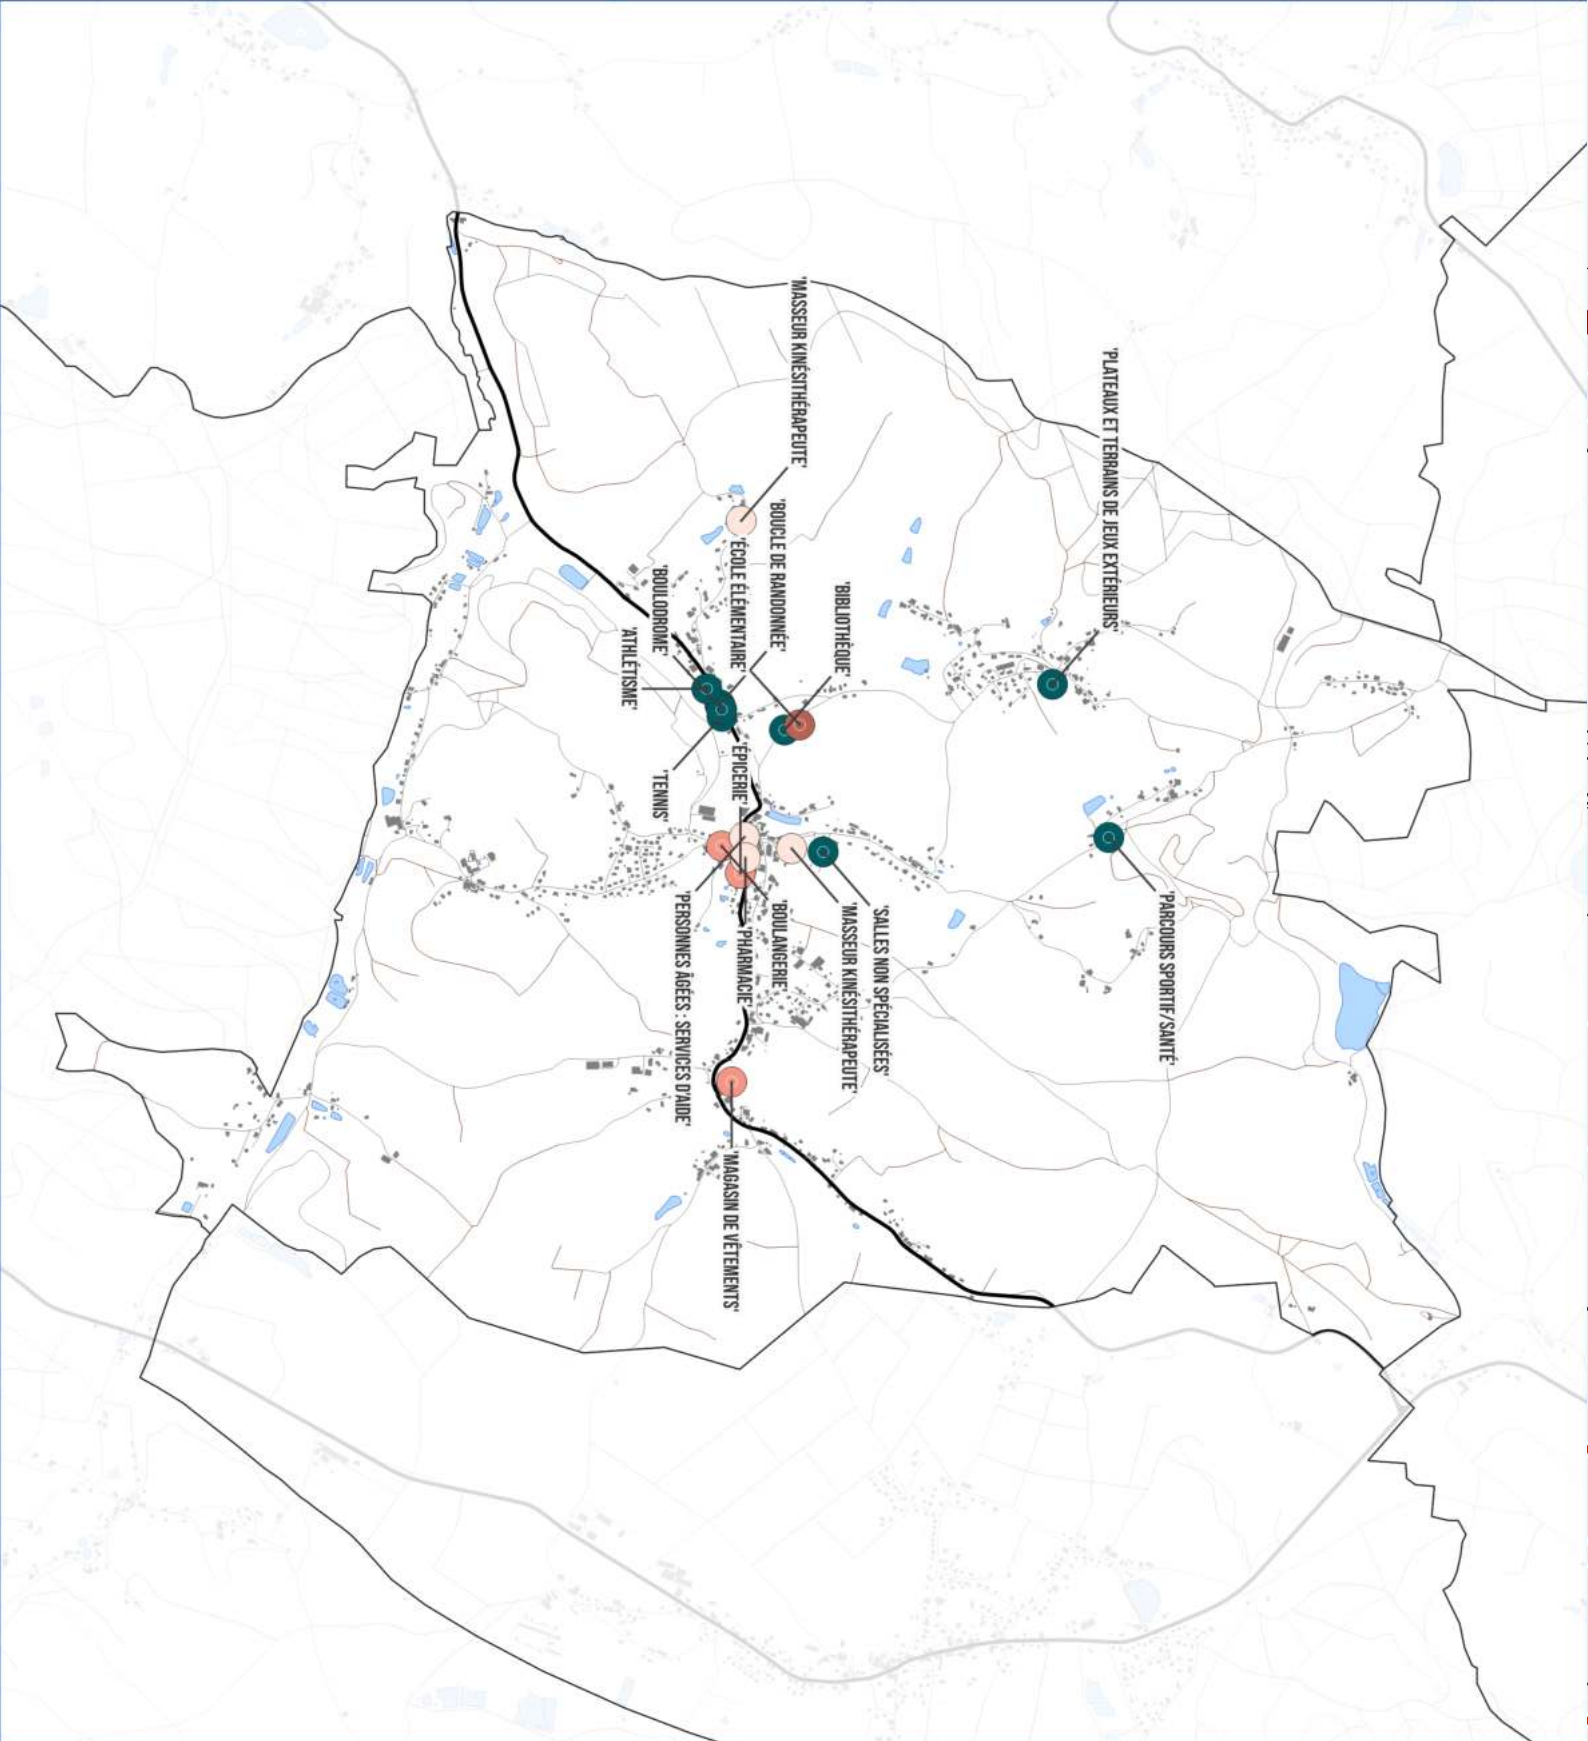 'PLATEAUX ET TERRAINS DE JEUX EXTÉRIEURS'
'PARCOURS SPORTIF/SANTÉ'
'SALLES NON SPÉCIALISÉES'
'MASSEUR KINÉSITHÉRAPEUTE'
'BIBLIOTHÈQUE'
'MASSEUR KINÉSITHÉRAPEUTE'
'BOUCLE DE RANDONNÉE'
'BOULANGERIE'
'ÉCOLE ÉLÉMENTAIRE'
'ÉPICERIE'
'PHARMACIE'
'MAGASIN DE VÊTEMENTS'
'PERSONNES ÂGÉES : SERVICES D'AIDE'
'BOULODROME'
'TENNIS'
'ATHLÉTISME'